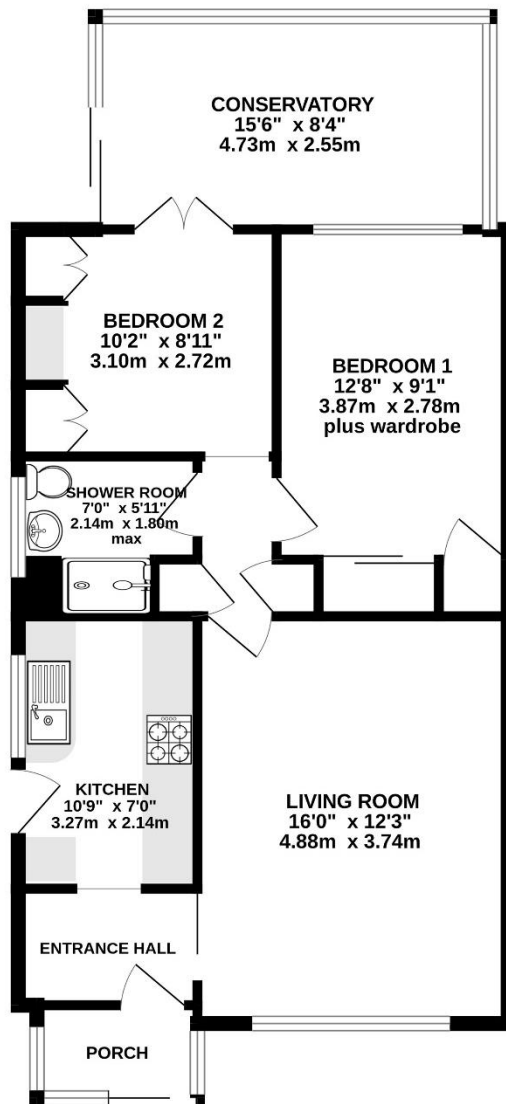 CONSERVATORY
15'6" x 8'4"
4.73m x 2.55m
BEDROOM 2
10'2" x 8'11"
3.10m x 2.72m
BEDROOM 1
12'8" x 9'1"
3.87m x 2.78m
plus wardrobe
SHOWER ROOM
7'0" x 5'11"
2.14m x 1.80m
max
KITCHEN
10'9" x 7'0"
3.27m x 2.14m
LIVING ROOM
16'0" x 12'3"
4.88m x 3.74m
ENTRANCE HALL
PORCH